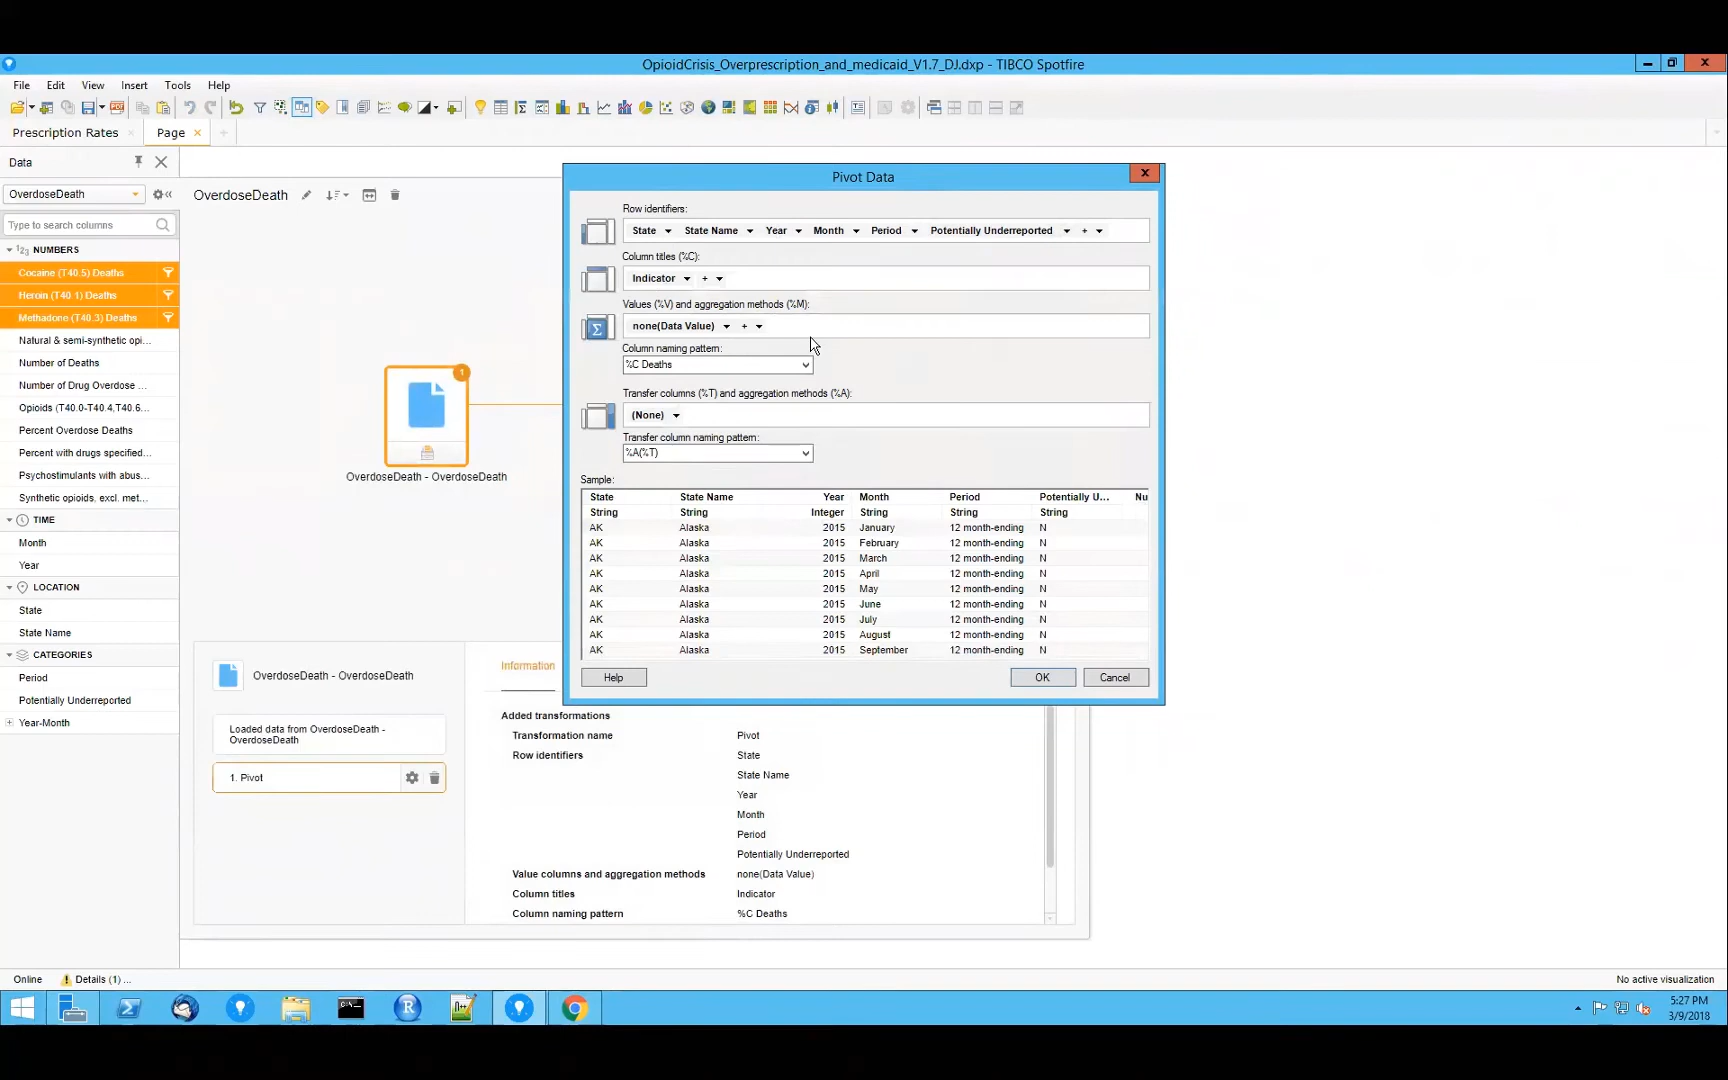 OpioidCrisis_Overprescription_and_medicaid_V1.7_DJ.dxp - TIBCO Spotfire
File Edit View Insert Tools Help
Prescription Rates
Page
Data
OverdoseDeath
Type to search columns
NUMBERS
Cocaine (T40.5) Deaths
Heroin (T40.1) Deaths
Methadone (T40.3) Deaths
Natural & semi-synthetic opi...
Number of Deaths
Number of Drug Overdose ...
Opioids (T40.0-T40.4,T40.6...
Percent Overdose Deaths
Percent with drugs specified...
Psychostimulants with abus...
Synthetic opioids, excl. met...
TIME
Month
Year
LOCATION
State
State Name
CATEGORIES
Period
Potentially Underreported
Year-Month
OverdoseDeath
1
OverdoseDeath - OverdoseDeath
OverdoseDeath - OverdoseDeath
Loaded data from OverdoseDeath -
OverdoseDeath
1. Pivot
Information
Added transformations
Transformation name Pivot
Row identifiers State
State Name
Year
Month
Period
Potentially Underreported
Value columns and aggregation methods none(Data Value)
Column titles Indicator
Column naming pattern %C Deaths
Pivot Data
Row identifiers:
State State Name Year Month Period Potentially Underreported +
Column titles (%C):
Indicator +
Values (%V) and aggregation methods (%M):
none(Data Value) +
Column naming pattern:
%C Deaths
Transfer columns (%T) and aggregation methods (%A):
(None)
Transfer column naming pattern:
%A(%T)
Sample:
State State Name Year Month Period Potentially U... Nu
String String Integer String String String
AK Alaska 2015 January 12 month-ending N
AK Alaska 2015 February 12 month-ending N
AK Alaska 2015 March 12 month-ending N
AK Alaska 2015 April 12 month-ending N
AK Alaska 2015 May 12 month-ending N
AK Alaska 2015 June 12 month-ending N
AK Alaska 2015 July 12 month-ending N
AK Alaska 2015 August 12 month-ending N
AK Alaska 2015 September 12 month-ending N
Help OK Cancel
Online Details (1) ...
No active visualization
5:27 PM
3/9/2018